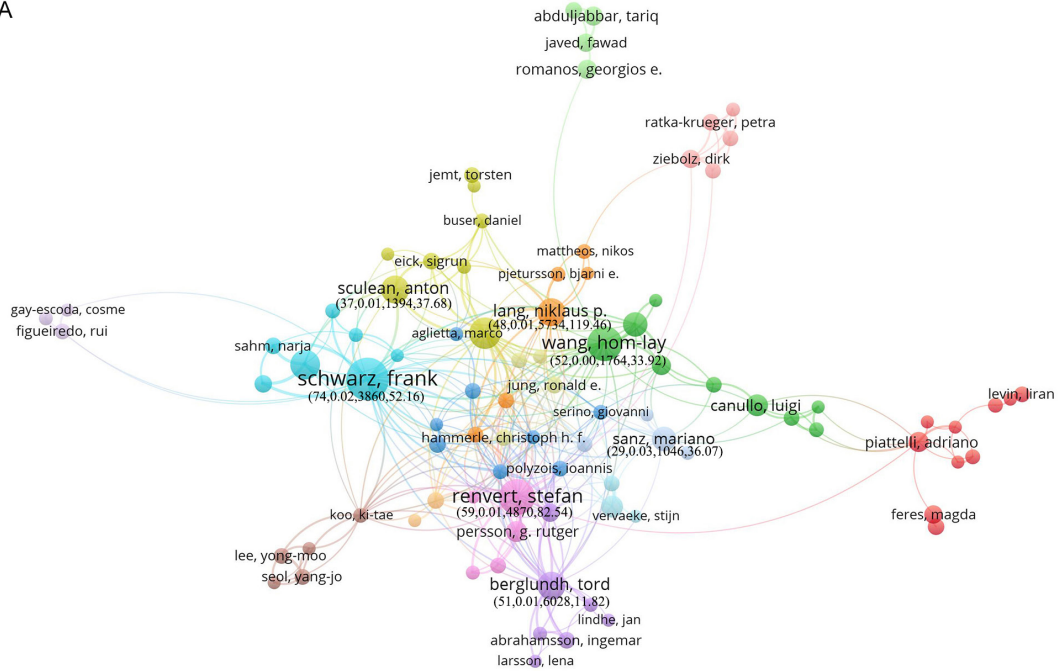 A
abduljabbar, tariq
javed, fawad
romanos, georgios e.
ratka-krueger, petra
ziebolz, dirk
jemt, torsten
buser, daniel
mattheos, nikos
eick, sigrun
pjetursson, bjarni e.
sculean, anton
(37,0.01,1394,37.68)
lang, niklaus p.
(48,0.01,5734,119.46)
gay-escoda, cosme
figueiredo, rui
aglietta, marco
wang, hom-lay
(52,0.00,1764,33.92)
sahm, narja
schwarz, frank
(74,0.02,3860,52.16)
jung, ronald e.
levin, liran
serino, giovanni
canullo, luigi
hammerle, christoph h. f.
sanz, mariano
(29,0.03,1046,36.07)
piattelli, adriano
polyzois, ioannis
renvert, stefan
(59,0.01,4870,82.54)
koo, ki-tae
vervaeke, stijn
feres, magda
persson, g. rutger
lee, yong-moo
seol, yang-jo
berglundh, tord
(51,0.01,6028,11.82)
lindhe, jan
abrahamsson, ingemar
larsson, lena